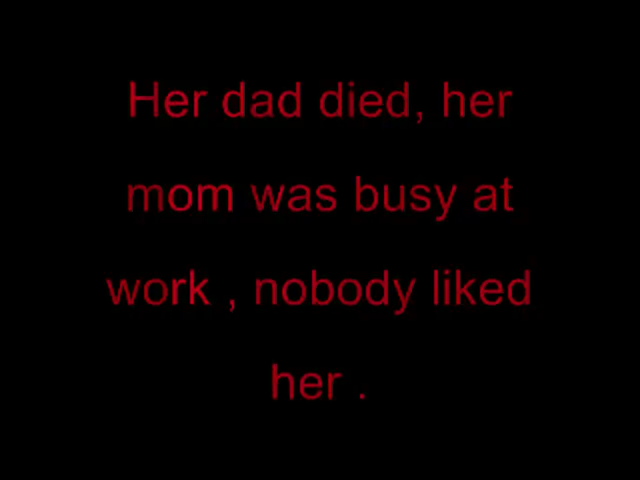 Her dad died, her
mom was busy at
work , nobody liked
her .